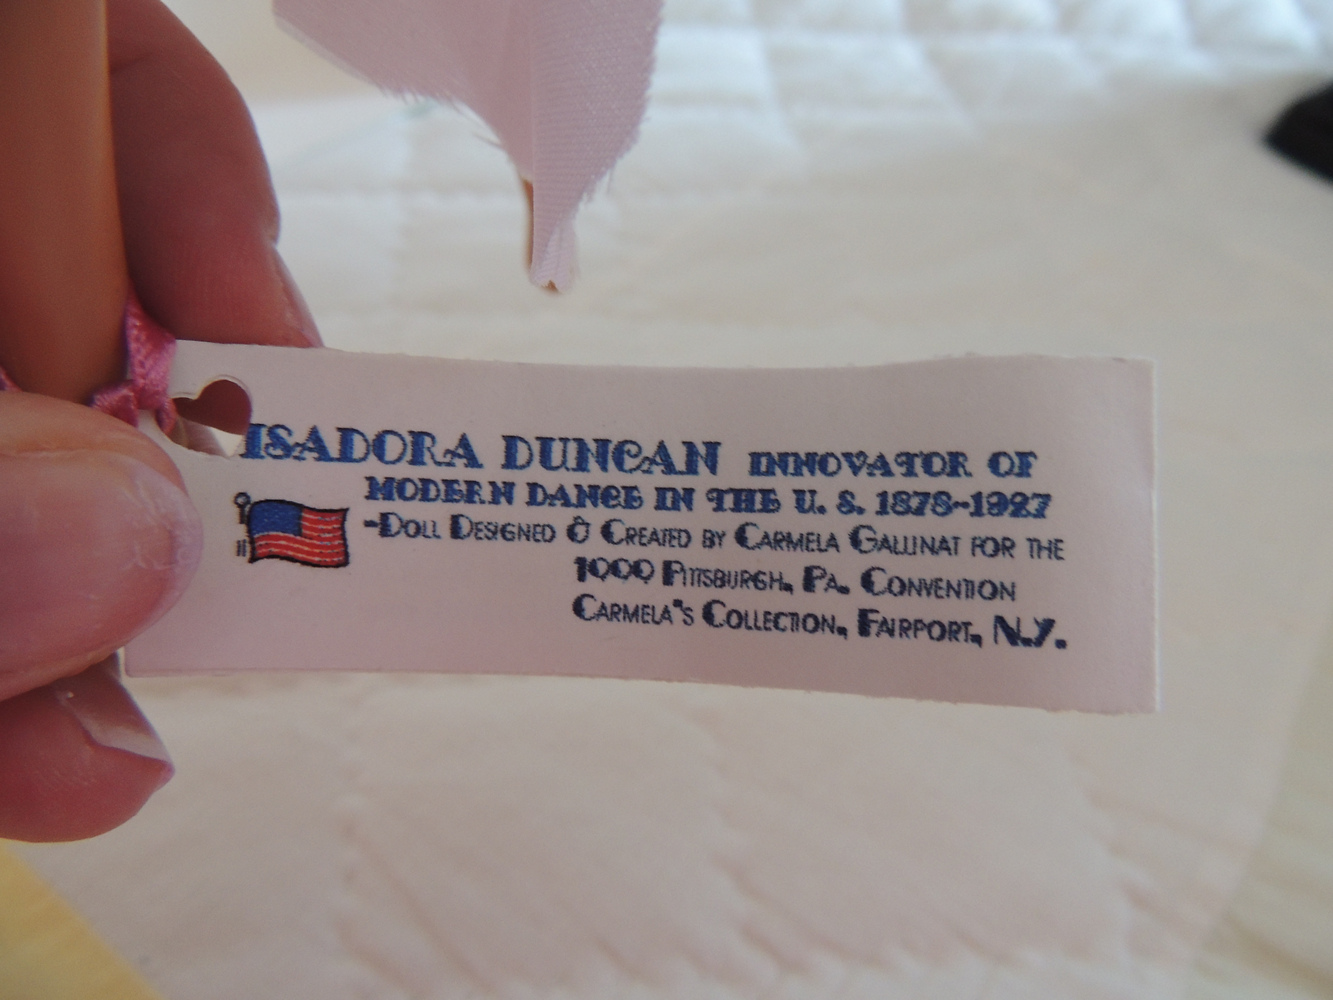 ISADORA DUNCAN INNOVATOR OF
MODERN DANCE IN THE U. S. 1878-1927
-DOLL DESIGNED & CREATED BY CARMELA GALLINAT FOR THE
1999 PITTSBURGH, PA. CONVENTION
CARMELA'S COLLECTION, FAIRPORT, N.Y.